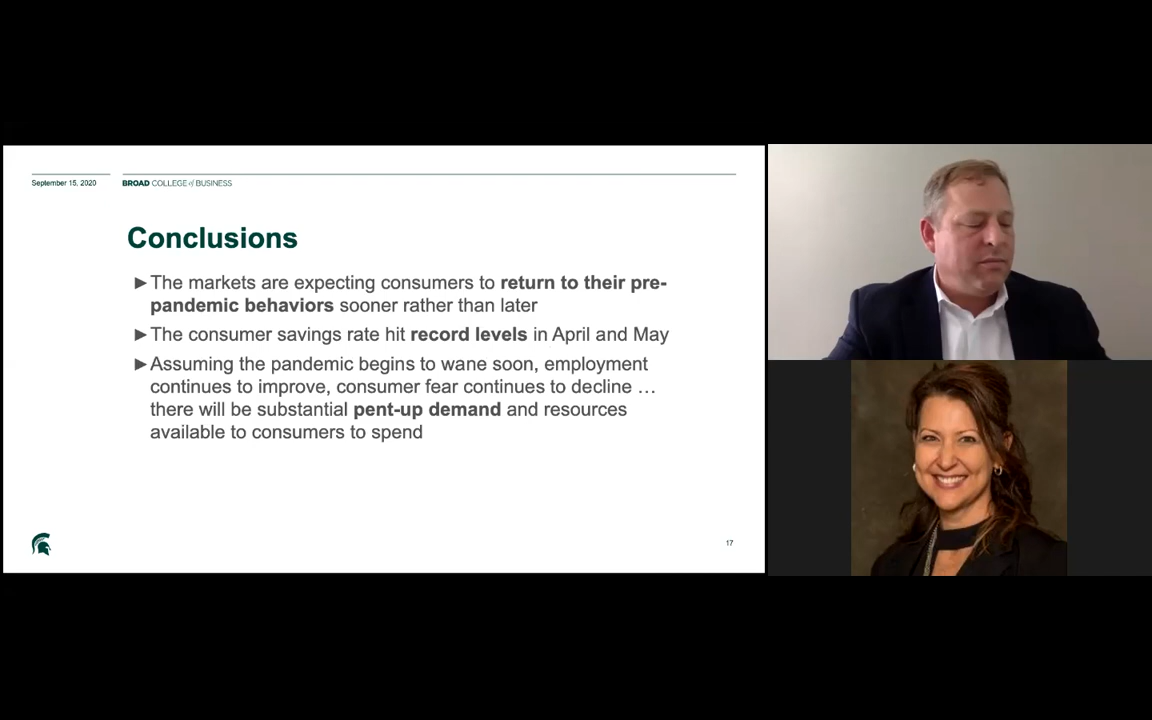 September 15, 2020
BROAD COLLEGE of BUSINESS
Conclusions
►The markets are expecting consumers to return to their pre-
pandemic behaviors sooner rather than later
►The consumer savings rate hit record levels in April and May
►Assuming the pandemic begins to wane soon, employment
continues to improve, consumer fear continues to decline …
there will be substantial pent-up demand and resources
available to consumers to spend
17